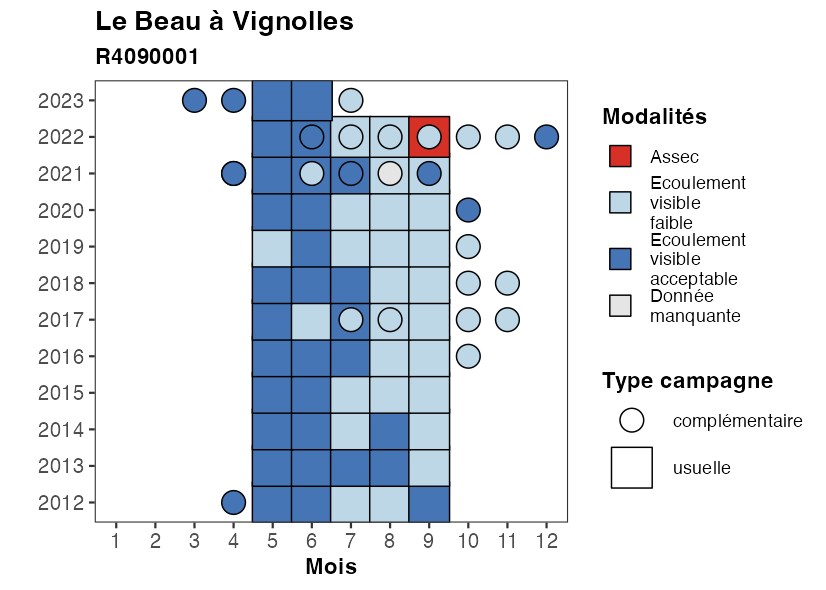 Le Beau à Vignolles
R4090001
2023
2022
2021
2020
2019
2018
2017
2016
2015
2014
2013
2012
1 2 3 4 5 6 7 8 9 10 11 12
Mois
Modalités
Assec
Ecoulement
visible
faible
Ecoulement
visible
acceptable
Donnée
manquante
Type campagne
complémentaire
usuelle